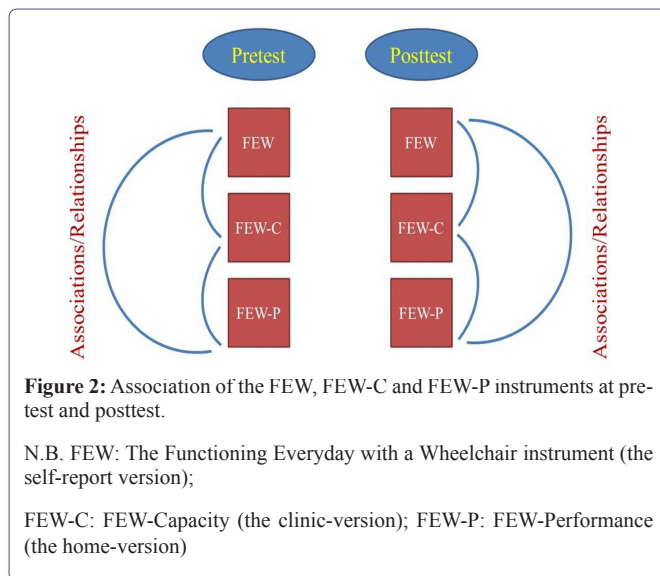 Pretest
Posttest
Associations/Relationships
FEW
FEW-C
FEW-P
FEW
FEW-C
FEW-P
Associations/Relationships
Figure 2: Association of the FEW, FEW-C and FEW-P instruments at pre-
test and posttest.
N.B. FEW: The Functioning Everyday with a Wheelchair instrument (the
self-report version);
FEW-C: FEW-Capacity (the clinic-version); FEW-P: FEW-Performance
(the home-version)